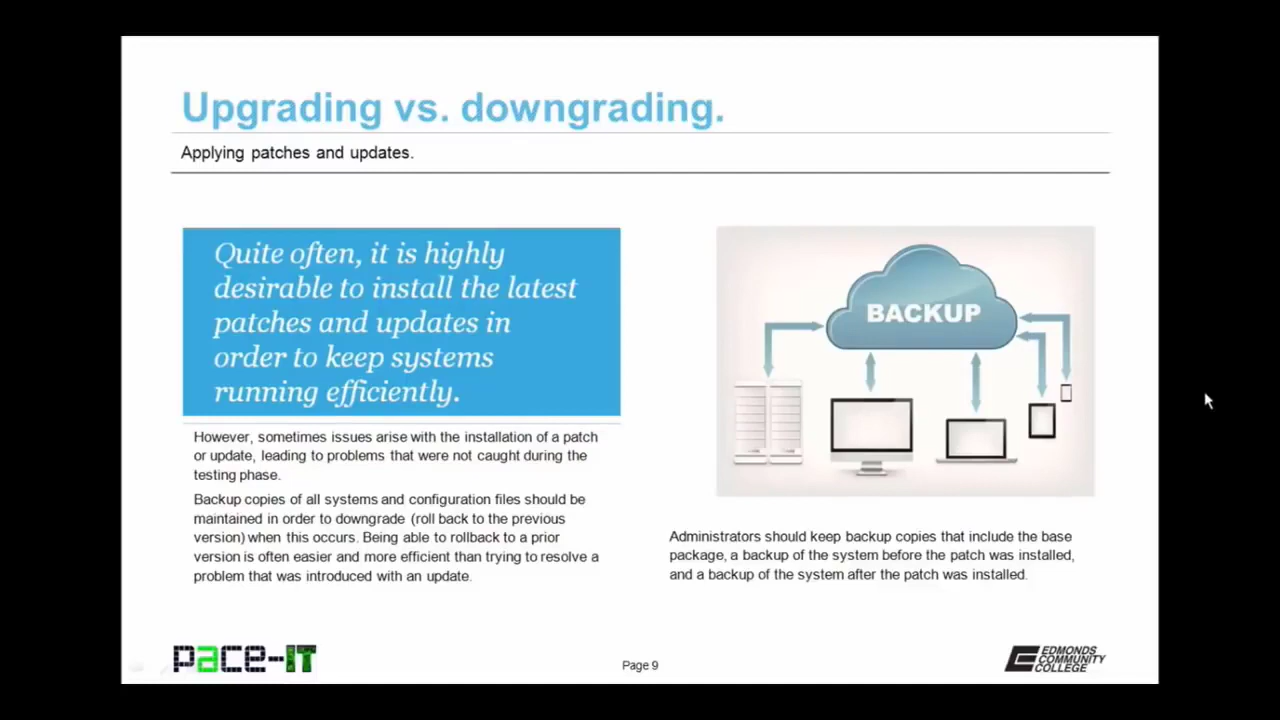 Upgrading vs. downgrading.
Applying patches and updates.
Quite often, it is highly
desirable to install the latest
patches and updates in
order to keep systems
running efficiently.
However, sometimes issues arise with the installation of a patch
or update, leading to problems that were not caught during the
testing phase.
Backup copies of all systems and configuration files should be
maintained in order to downgrade (roll back to the previous
version) when this occurs. Being able to rollback to a prior
version is often easier and more efficient than trying to resolve a
problem that was introduced with an update.
BACKUP
Administrators should keep backup copies that include the base
package, a backup of the system before the patch was installed,
and a backup of the system after the patch was installed.
pace-IT
Page 9
EDMONDS
COMMUNITY
COLLEGE